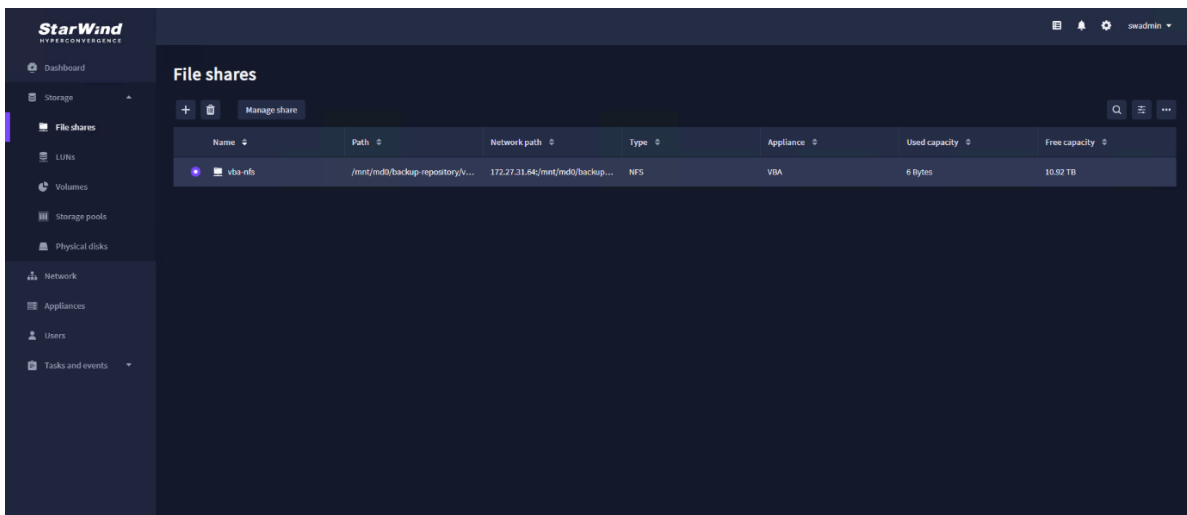 StarWind
HYPERCONVERGENCE
swadmin
Dashboard
Storage
File shares
LUNs
Volumes
Storage pools
Physical disks
Network
Appliances
Users
Tasks and events
File shares
Manage share
Name Path Network path Type Appliance Used capacity Free capacity
vba-nfs /mnt/md0/backup-repository/v... 172.27.31.64:/mnt/md0/backup... NFS VBA 6 Bytes 10.92 TB